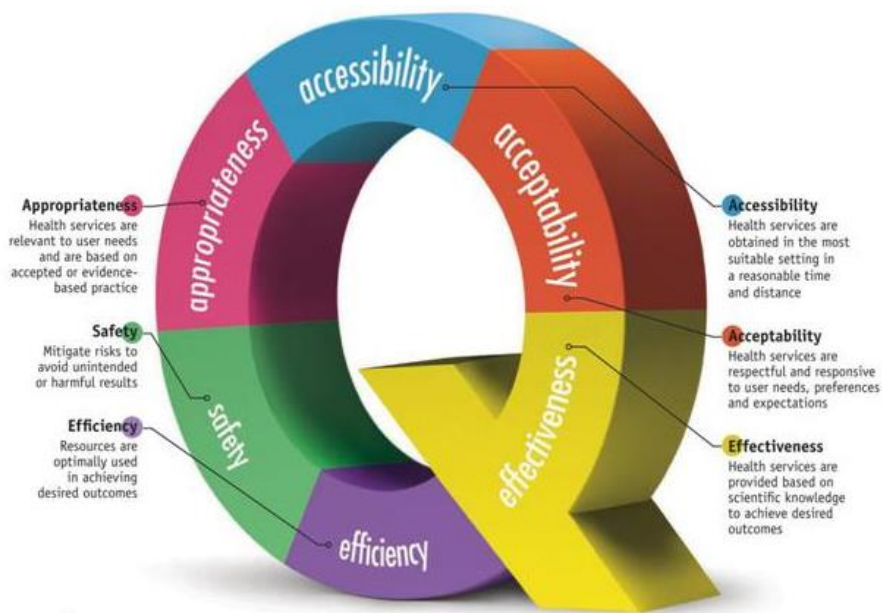 accessibility
appropriateness
acceptability
safety
effectiveness
efficiency
Appropriateness
Health services are
relevant to user needs
and are based on
accepted or evidence-
based practice
Safety
Mitigate risks to
avoid unintended
or harmful results
Efficiency
Resources are
optimally used
in achieving
desired outcomes
Accessibility
Health services are
obtained in the most
suitable setting in
a reasonable time
and distance
Acceptability
Health services are
respectful and responsive
to user needs, preferences
and expectations
Effectiveness
Health services are
provided based on
scientific knowledge
to achieve desired
outcomes